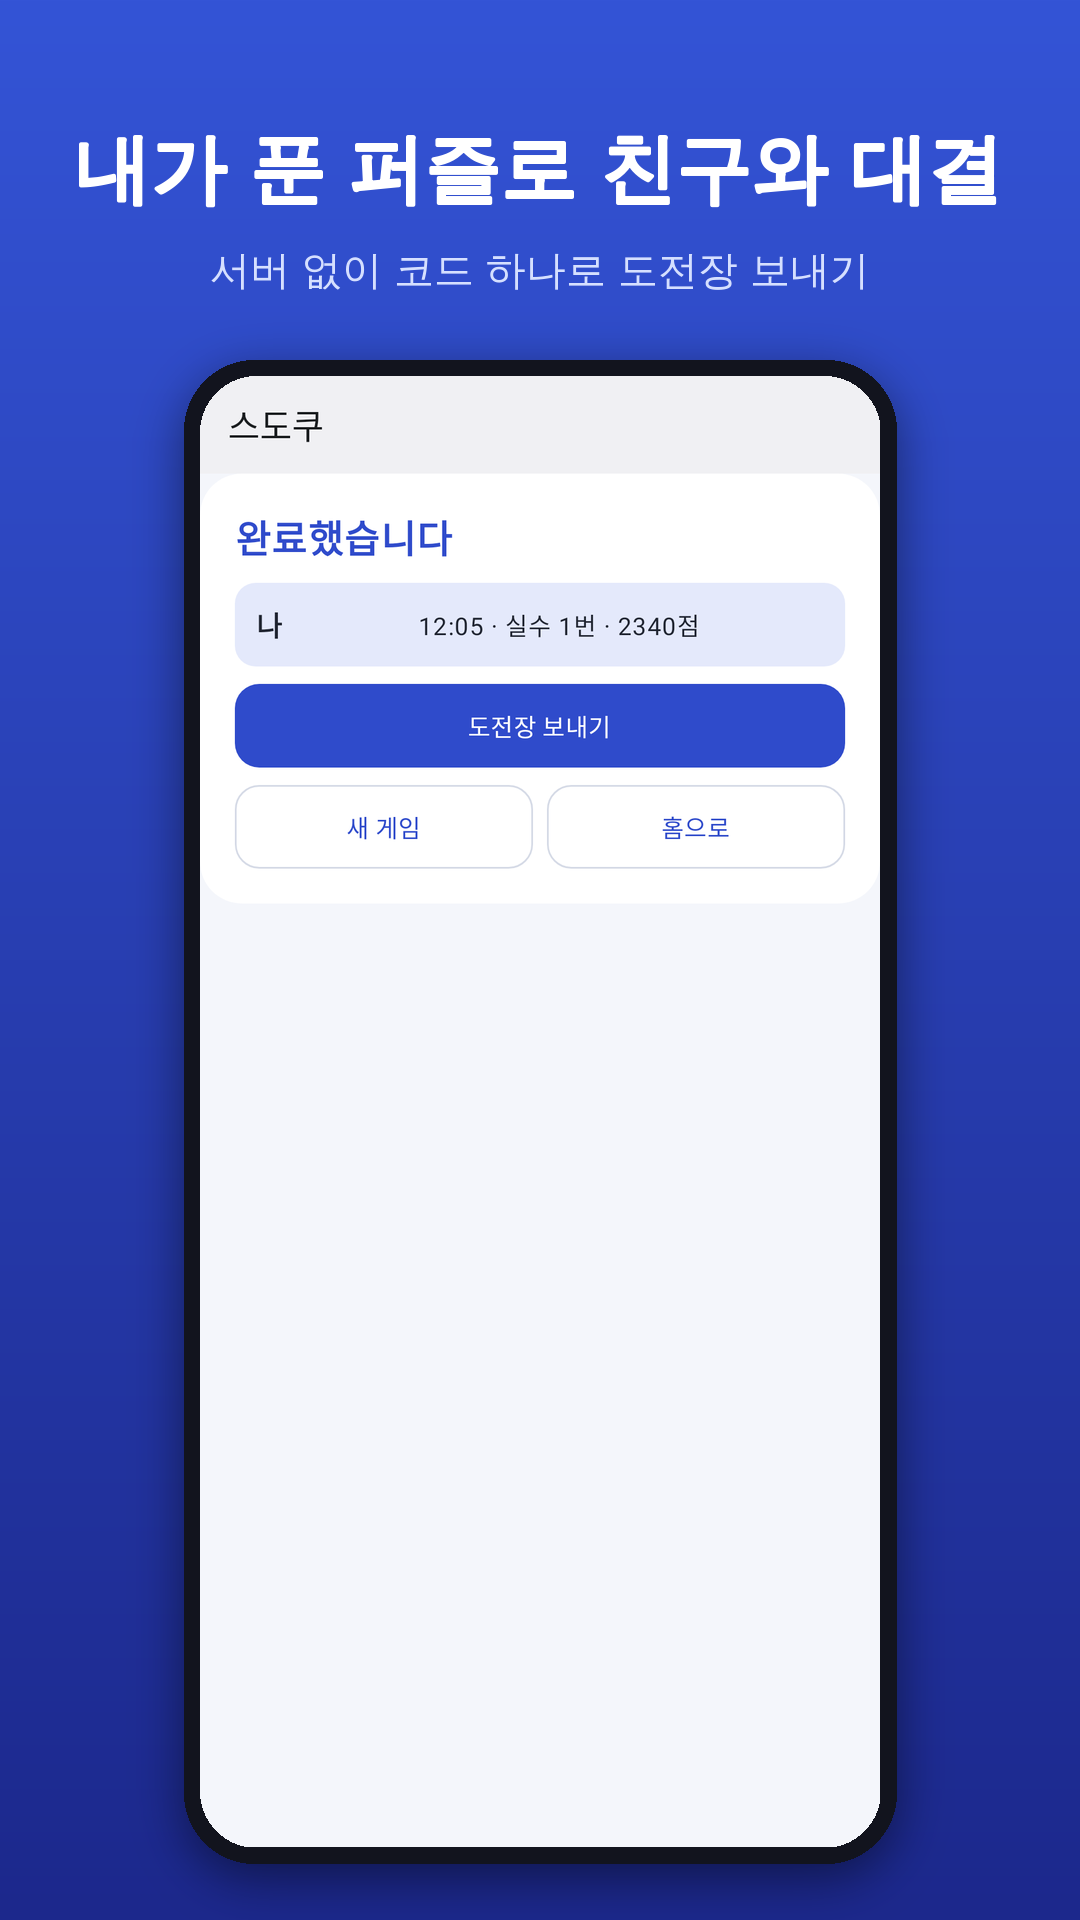 내가 푼 퍼즐로 친구와 대결
서버 없이 코드 하나로 도전장 보내기
스도쿠
완료했습니다
나 12:05 · 실수 1번 · 2340점
도전장 보내기
새 게임 홈으로